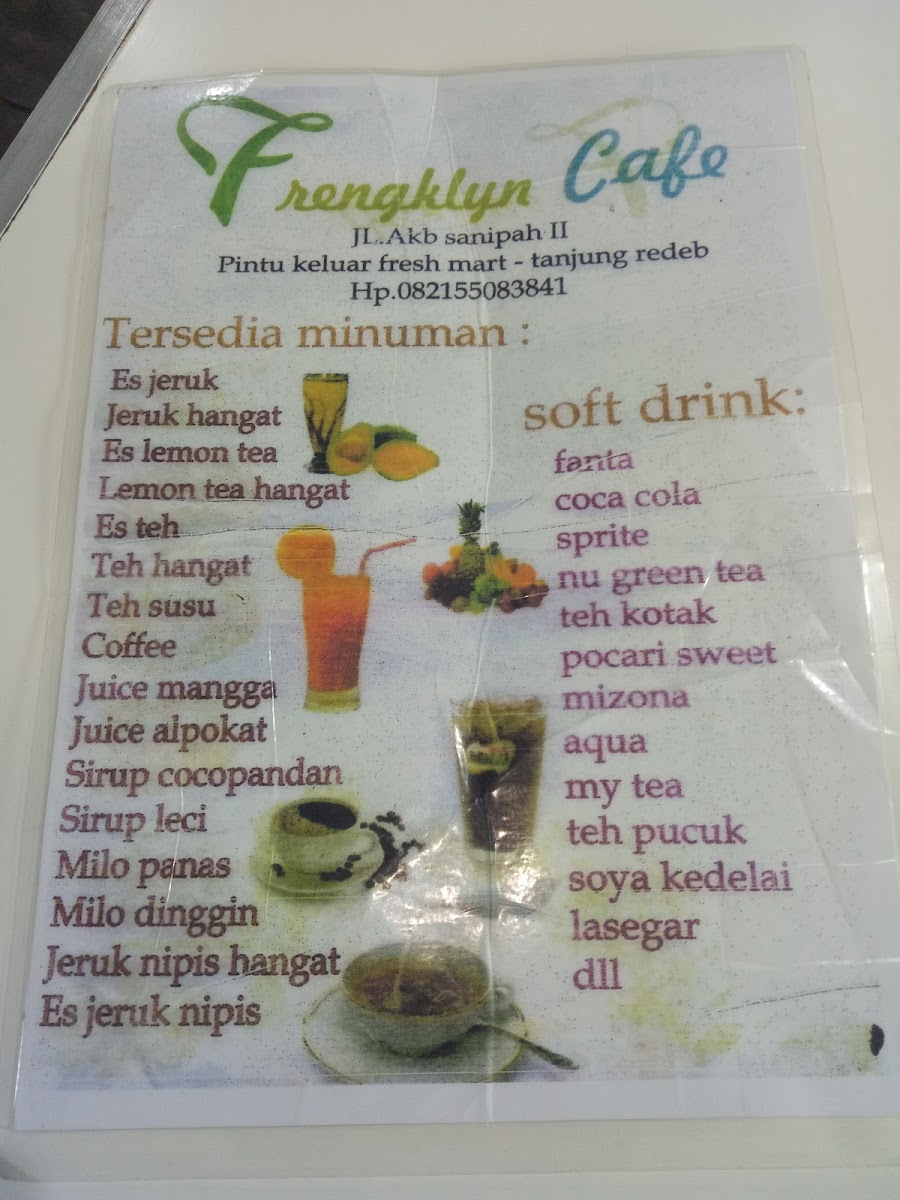 Frengklyn Cafe
JL.Akb sanipah II
Pintu keluar fresh mart - tanjung redeb
Hp.082155083841
Tersedia minuman :
Es jeruk
Jeruk hangat
Es lemon tea
Lemon tea hangat
Es teh
Teh hangat
Teh susu
Coffee
Juice mangga
Juice alpokat
Sirup cocopandan
Sirup leci
Milo panas
Milo dinggin
Jeruk nipis hangat
Es jeruk nipis
soft drink:
fanta
coca cola
sprite
nu green tea
teh kotak
pocari sweet
mizona
aqua
my tea
teh pucuk
soya kedelai
lasegar
dll